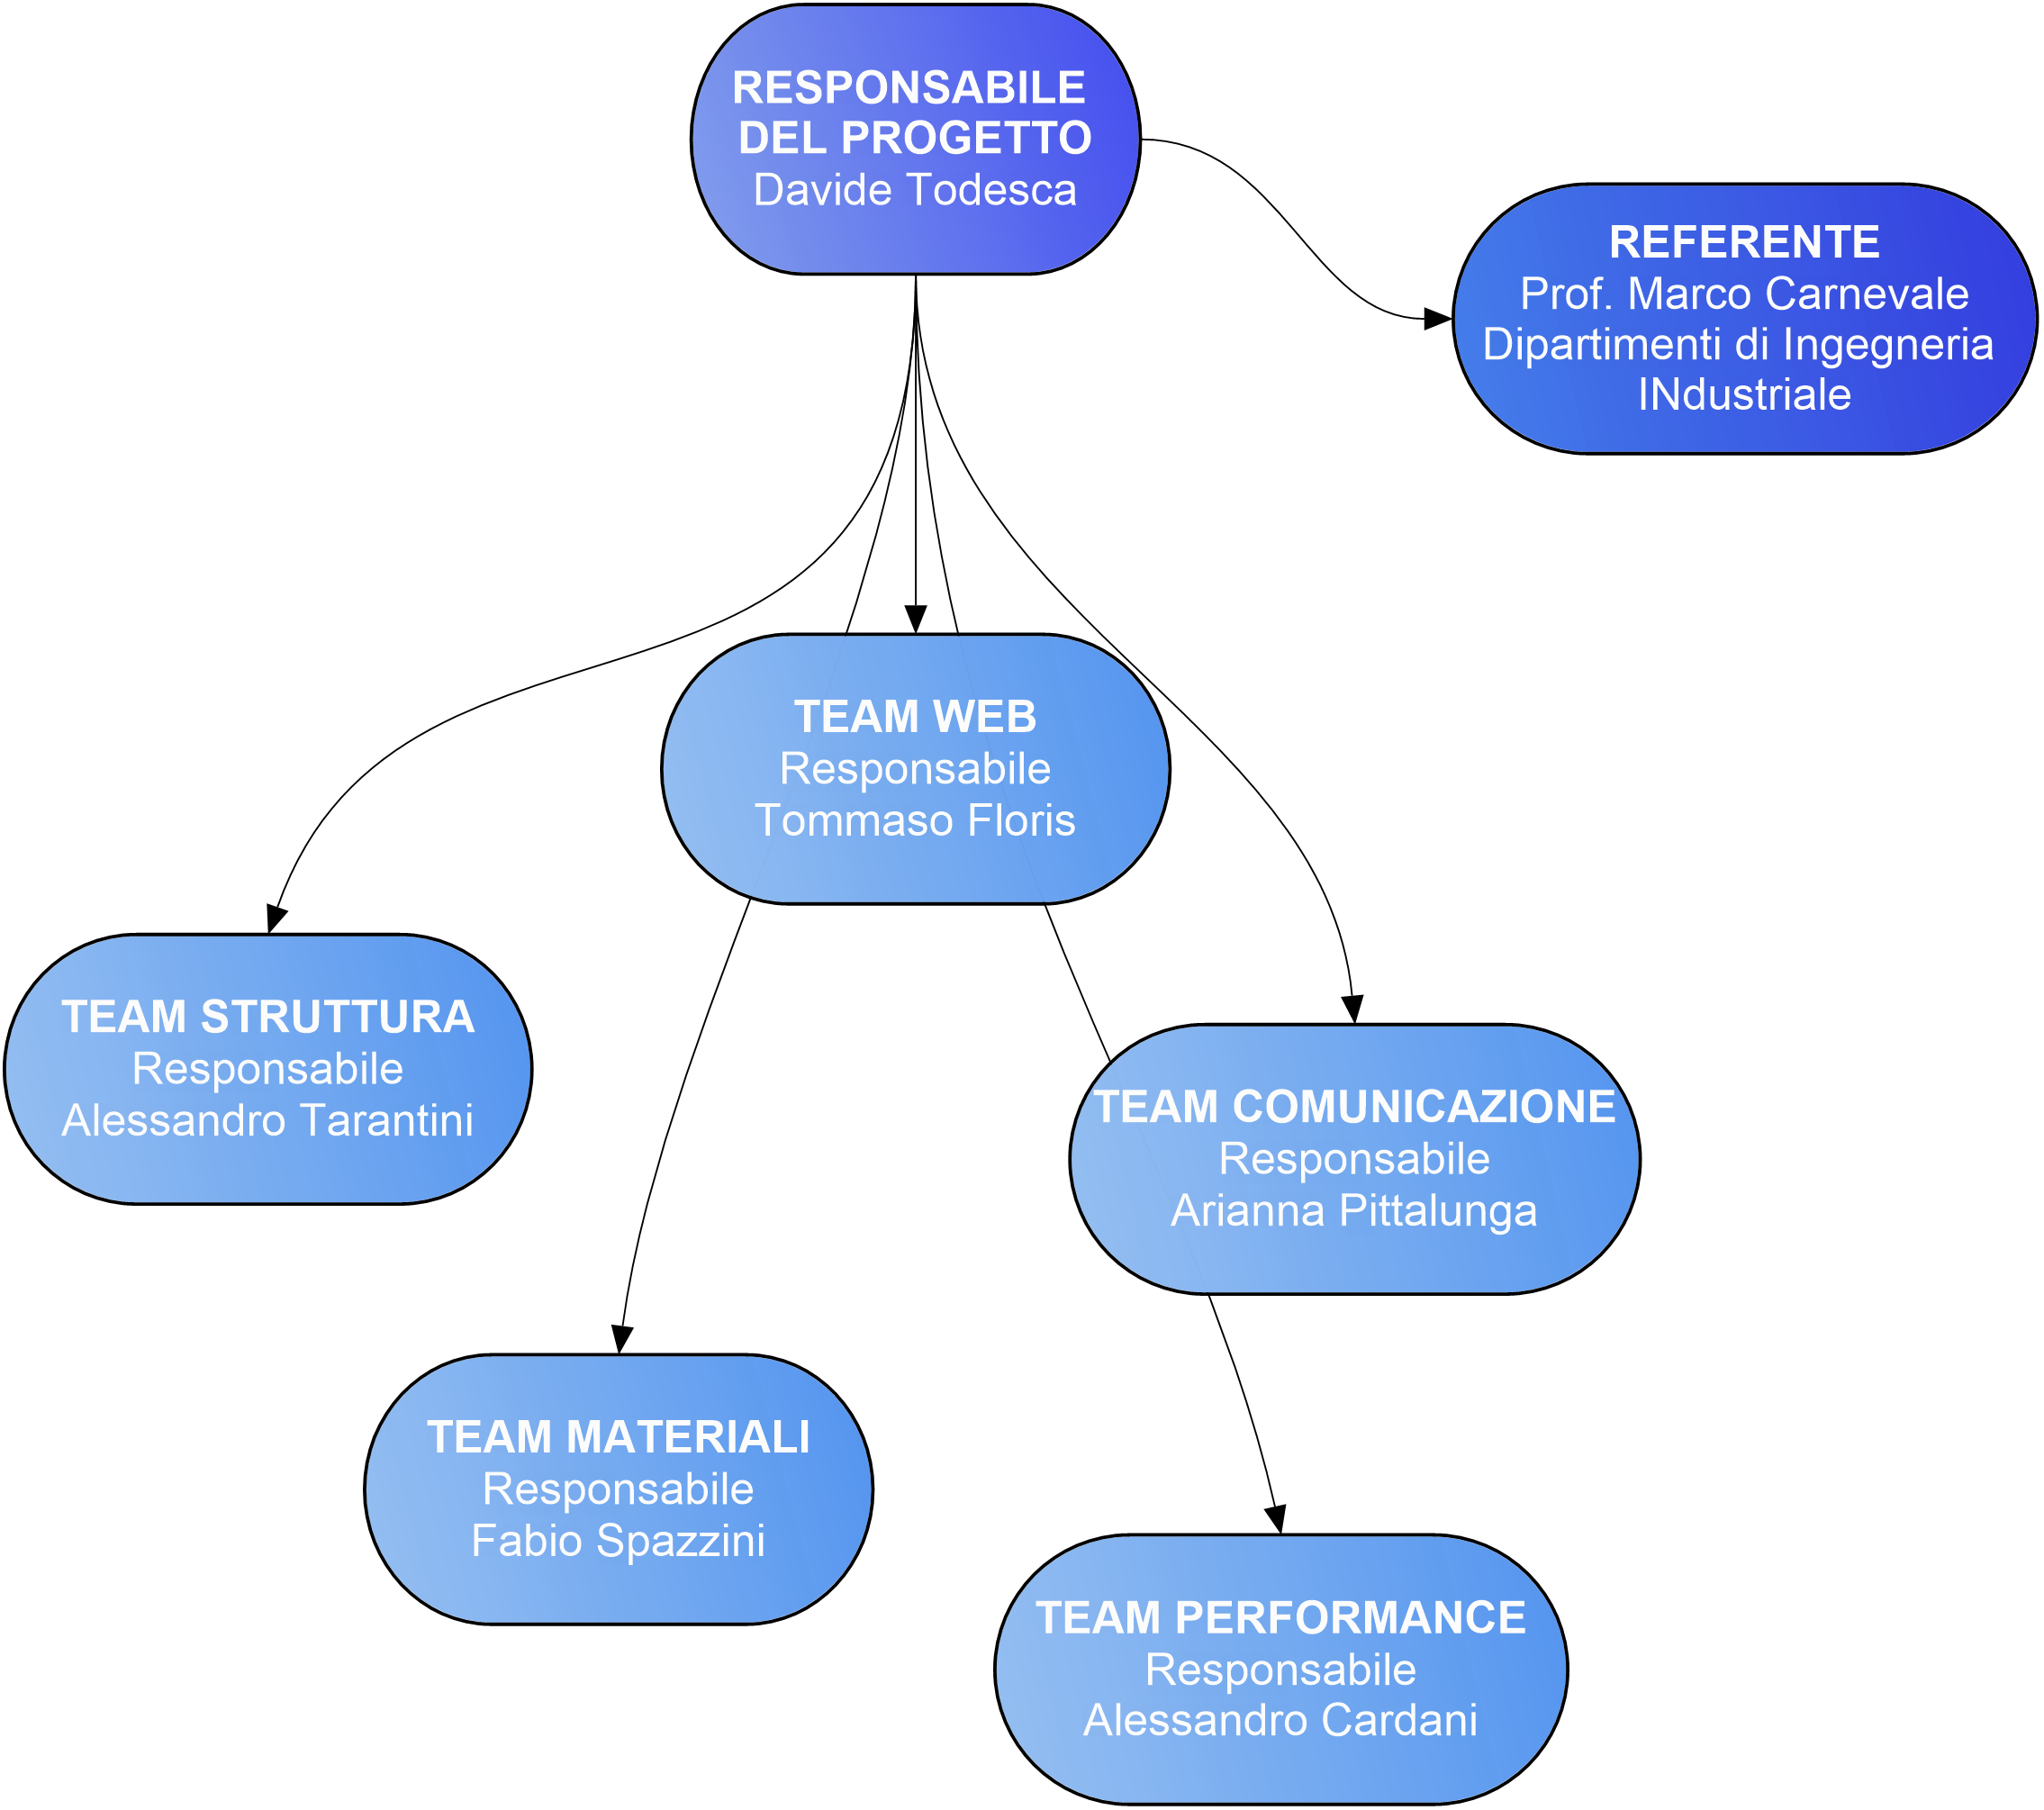 RESPONSABILE
DEL PROGETTO
Davide Todesca
REFERENTE
Prof. Marco Carnevale
Dipartimenti di Ingegneria
INdustriale
TEAM WEB
Responsabile
Tommaso Floris
TEAM STRUTTURA
Responsabile
Alessandro Tarantini
TEAM COMUNICAZIONE
Responsabile
Arianna Pittalunga
TEAM MATERIALI
Responsabile
Fabio Spazzini
TEAM PERFORMANCE
Responsabile
Alessandro Cardani